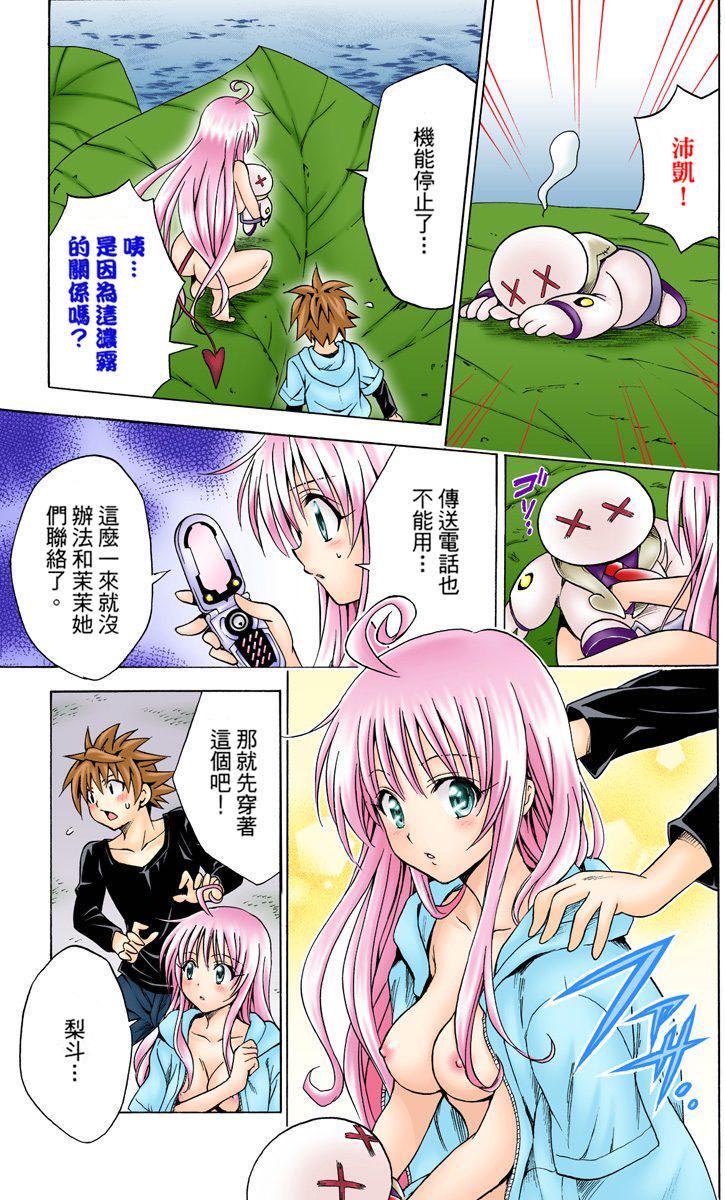 沛凱！
機能停止了…
咦…
是因為這濃霧
的關係嗎？
ゴソ…
傳送電話也
不能用…
這麼一來就沒
辦法和茉茉她
們聯絡了。
ファサ…
那就先穿著
這個吧！
梨斗…